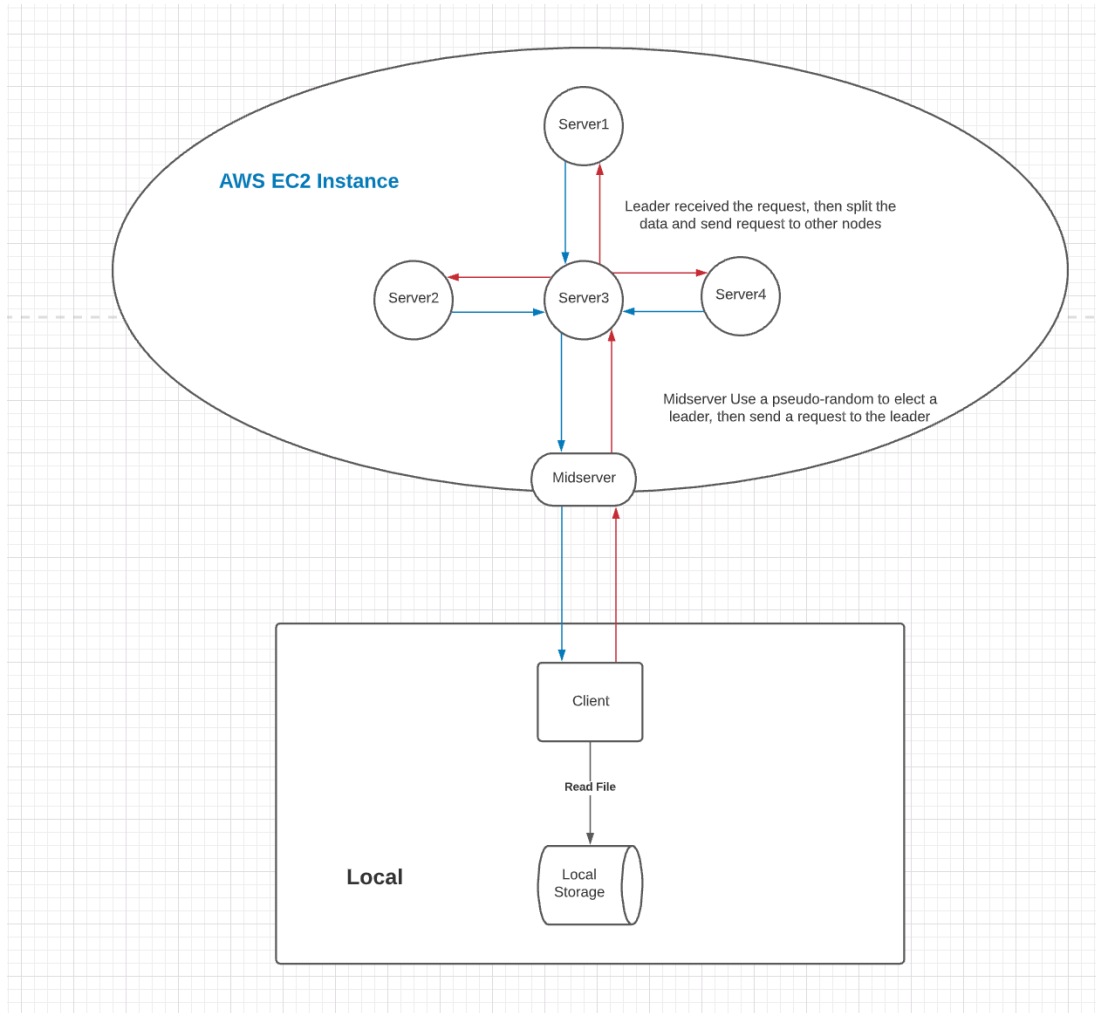 Server1
AWS EC2 Instance
Leader received the request, then split the
data and send request to other nodes
Server2
Server3
Server4
Midserver Use a pseudo-random to elect a
leader, then send a request to the leader
Midserver
Client
Read File
Local
Storage
Local